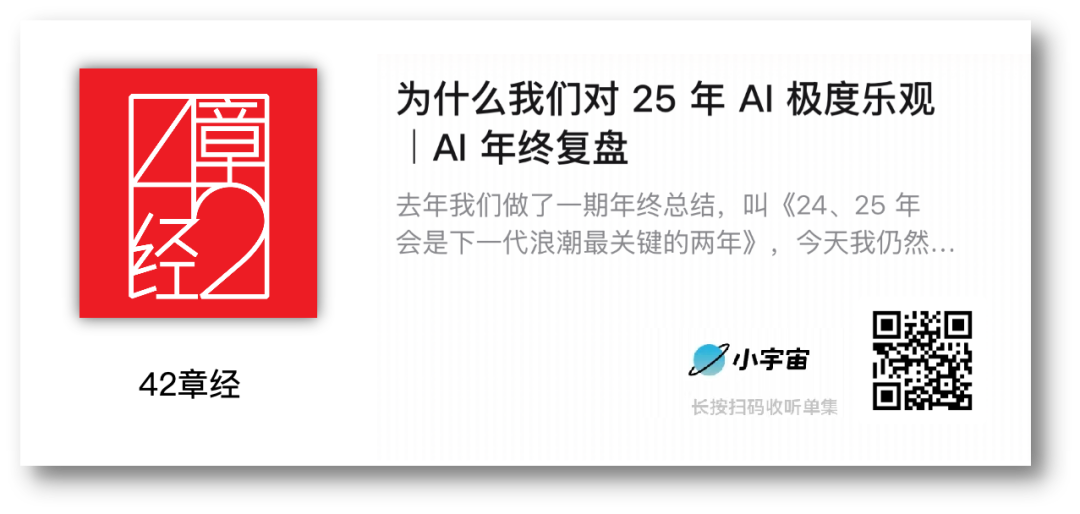 42章经
42章经
为什么我们对 25 年 AI 极度乐观
｜AI 年终复盘
去年我们做了一期年终总结，叫《24、25 年
会是下一代浪潮最关键的两年》，今天我仍然...
小宇宙
长按扫码收听单集